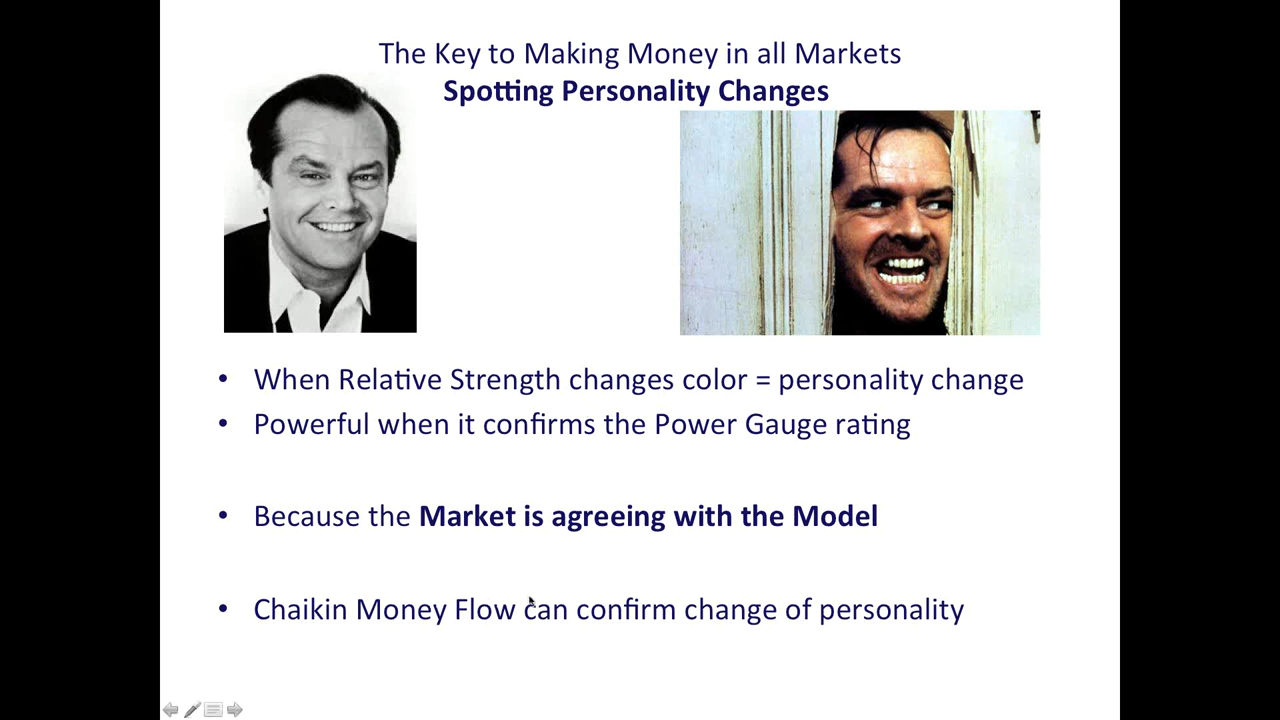 The Key to Making Money in all Markets
Spotting Personality Changes
• When Relative Strength changes color = personality change
• Powerful when it confirms the Power Gauge rating
• Because the Market is agreeing with the Model
• Chaikin Money Flow can confirm change of personality